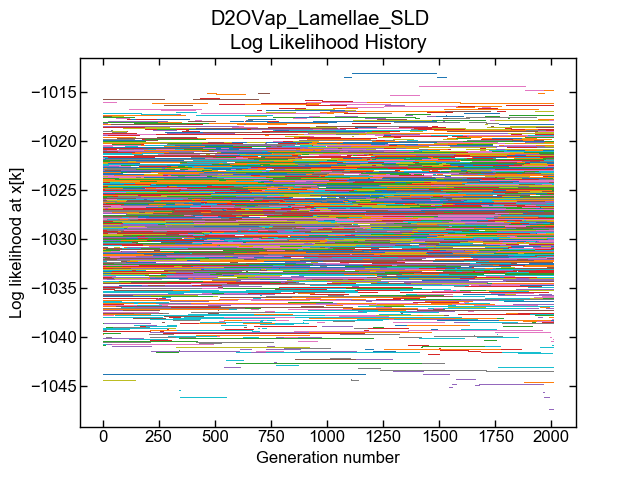 D2OVap_Lamellae_SLD
Log Likelihood History
Log likelihood at x[k]
−1015
−1020
−1025
−1030
−1035
−1040
−1045
0 250 500 750 1000 1250 1500 1750 2000
Generation number